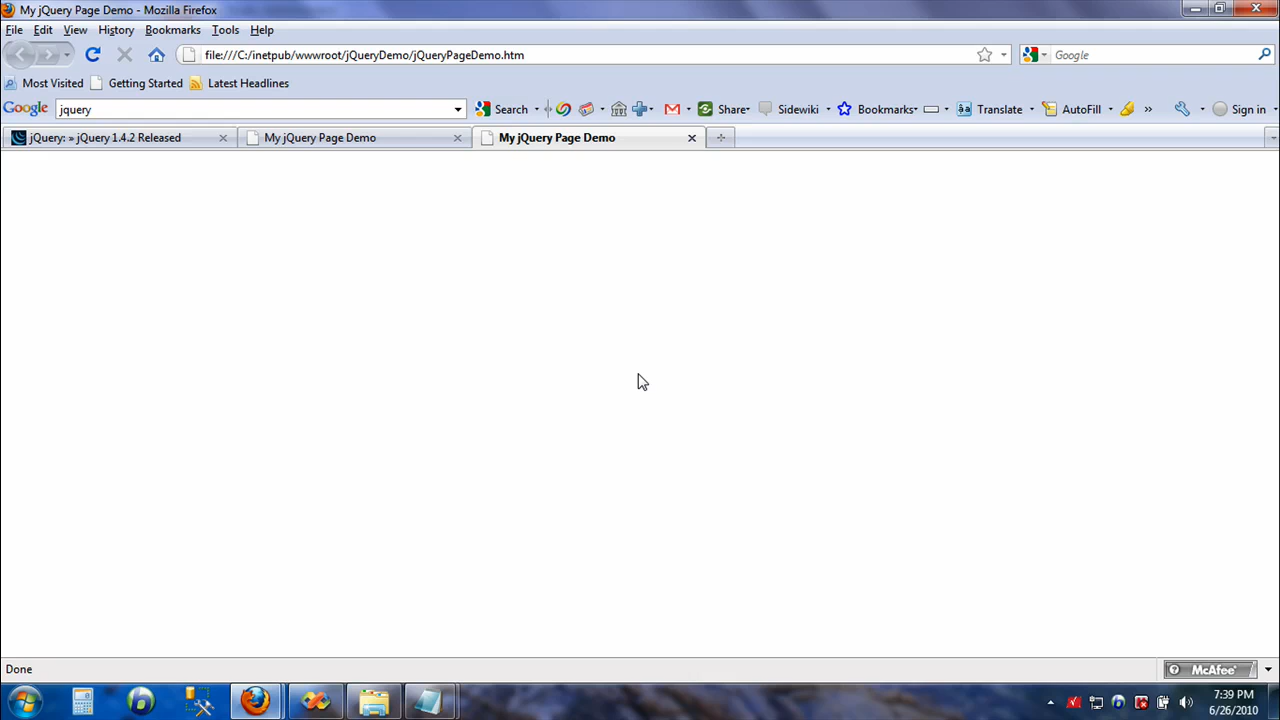 My jQuery Page Demo - Mozilla Firefox
File Edit View History Bookmarks Tools Help
file:///C:/inetpub/wwwroot/jQueryDemo/jQueryPageDemo.htm Google
Most Visited Getting Started Latest Headlines
Google jquery Search Share Sidewiki Bookmarks Translate AutoFill » Sign in
jQuery: » jQuery 1.4.2 Released My jQuery Page Demo My jQuery Page Demo
Done McAfee
7:39 PM
6/26/2010